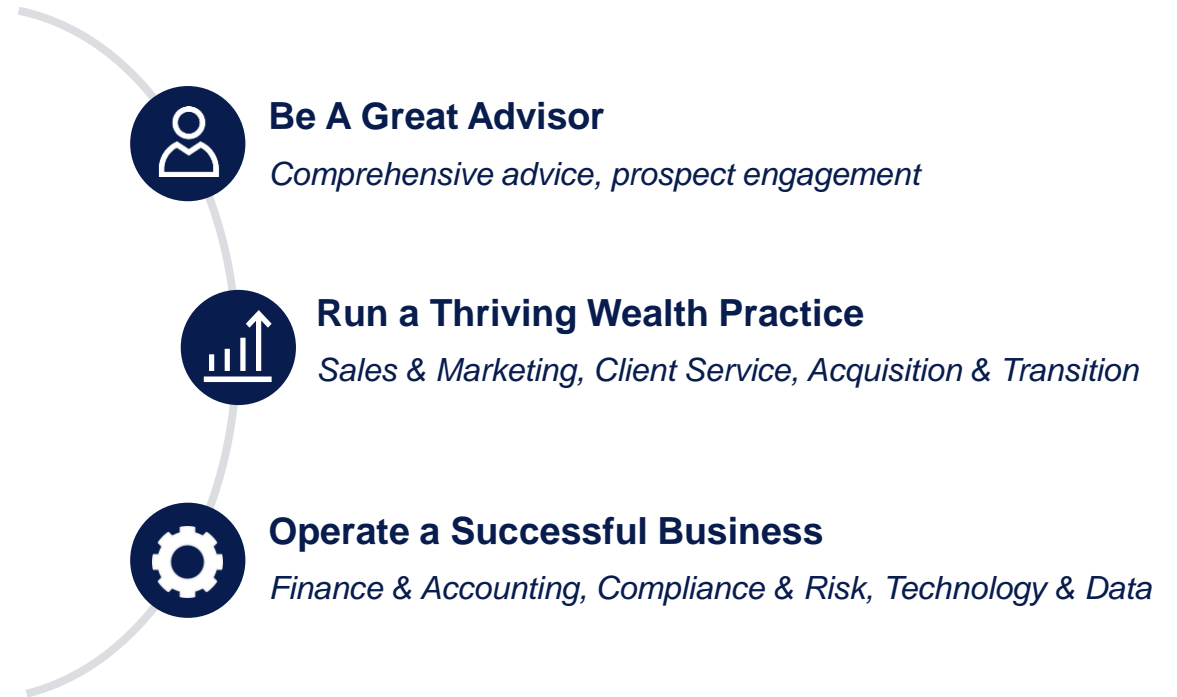 Be A Great Advisor
Comprehensive advice, prospect engagement
Run a Thriving Wealth Practice
Sales & Marketing, Client Service, Acquisition & Transition
Operate a Successful Business
Finance & Accounting, Compliance & Risk, Technology & Data